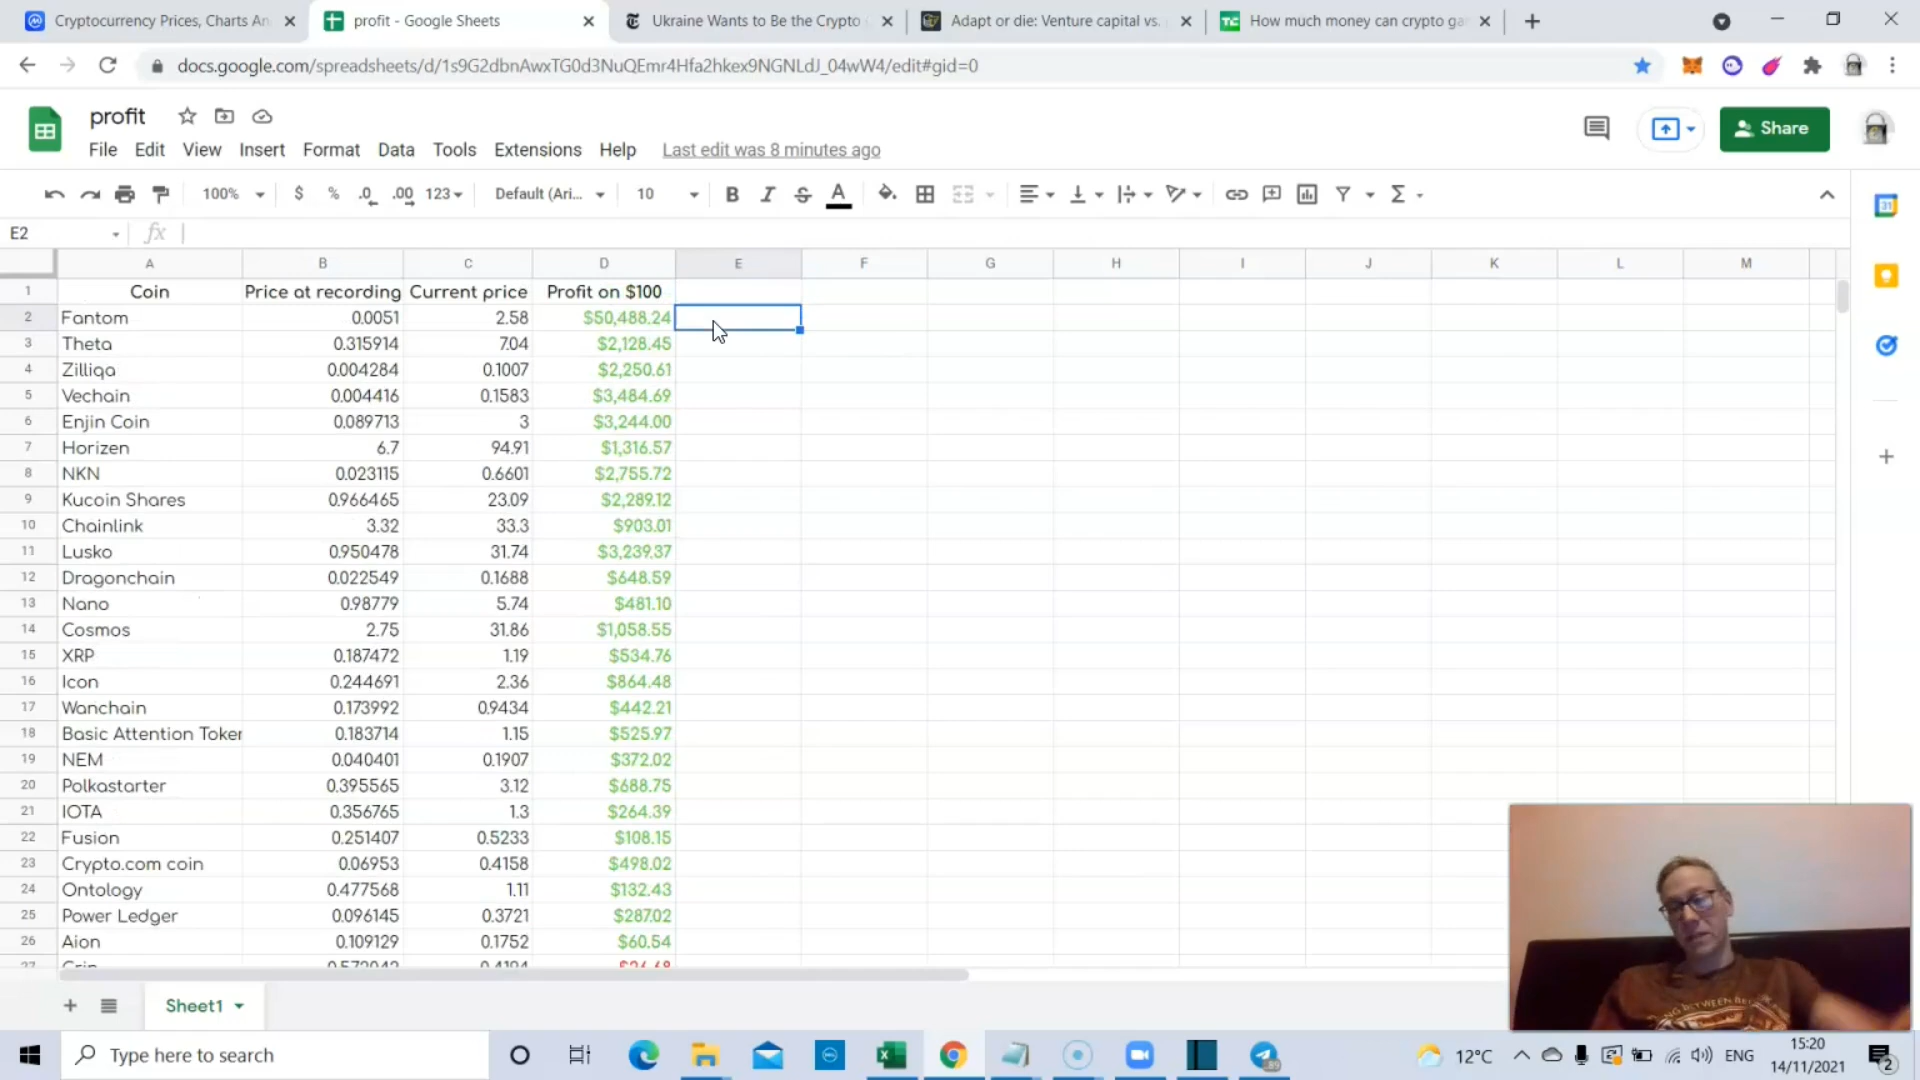 Cryptocurrency Prices, Charts An
profit - Google Sheets
Ukraine Wants to Be the Crypto
Adapt or die: Venture capital vs.
How much money can crypto ga
docs.google.com/spreadsheets/d/1s9G2dbnAwxTG0d3NuQEmr4Hfa2hkex9NGNLdJ_04wW4/edit#gid=0
profit
File Edit View Insert Format Data Tools Extensions Help Last edit was 8 minutes ago
Share
100% $ % .0 .00 123 Default (Ari... 10 B I S A
E2 fx
A B C D E F G H I J K L M
1 Coin Price at recording Current price Profit on $100
2 Fantom 0.0051 2.58 $50,488.24
3 Theta 0.315914 7.04 $2,128.45
4 Zilliqa 0.004284 0.1007 $2,250.61
5 Vechain 0.004416 0.1583 $3,484.69
6 Enjin Coin 0.089713 3 $3,244.00
7 Horizen 6.7 94.91 $1,316.57
8 NKN 0.023115 0.6601 $2,755.72
9 Kucoin Shares 0.966465 23.09 $2,289.12
10 Chainlink 3.32 33.3 $903.01
11 Lusko 0.950478 31.74 $3,239.37
12 Dragonchain 0.022549 0.1688 $648.59
13 Nano 0.98779 5.74 $481.10
14 Cosmos 2.75 31.86 $1,058.55
15 XRP 0.187472 1.19 $534.76
16 Icon 0.244691 2.36 $864.48
17 Wanchain 0.173992 0.9434 $442.21
18 Basic Attention Token 0.183714 1.15 $525.97
19 NEM 0.040401 0.1907 $372.02
20 Polkastarter 0.395565 3.12 $688.75
21 IOTA 0.356765 1.3 $264.39
22 Fusion 0.251407 0.5233 $108.15
23 Crypto.com coin 0.06953 0.4158 $498.02
24 Ontology 0.477568 1.11 $132.43
25 Power Ledger 0.096145 0.3721 $287.02
26 Aion 0.109129 0.1752 $60.54
Sheet1
Type here to search
12°C
ENG
15:20
14/11/2021
2